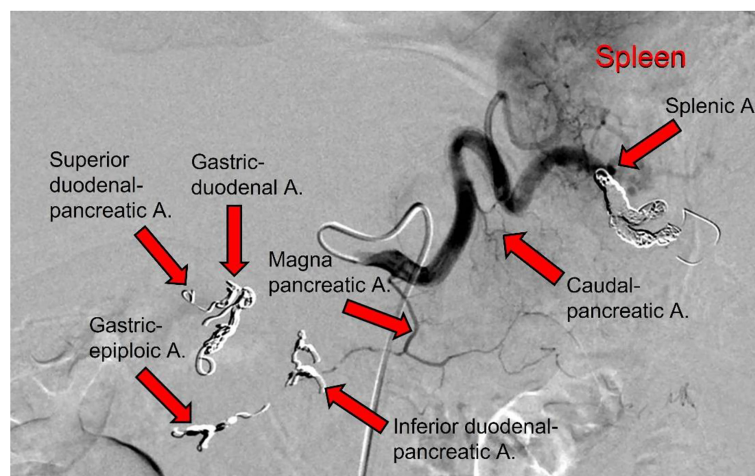 Spleen
Splenic A
Superior
duodenal-
pancreatic A.
Gastric-
duodenal A.
Magna
pancreatic A.
Caudal-
pancreatic A.
Gastric-
epiploic A.
Inferior duodenal-
pancreatic A.